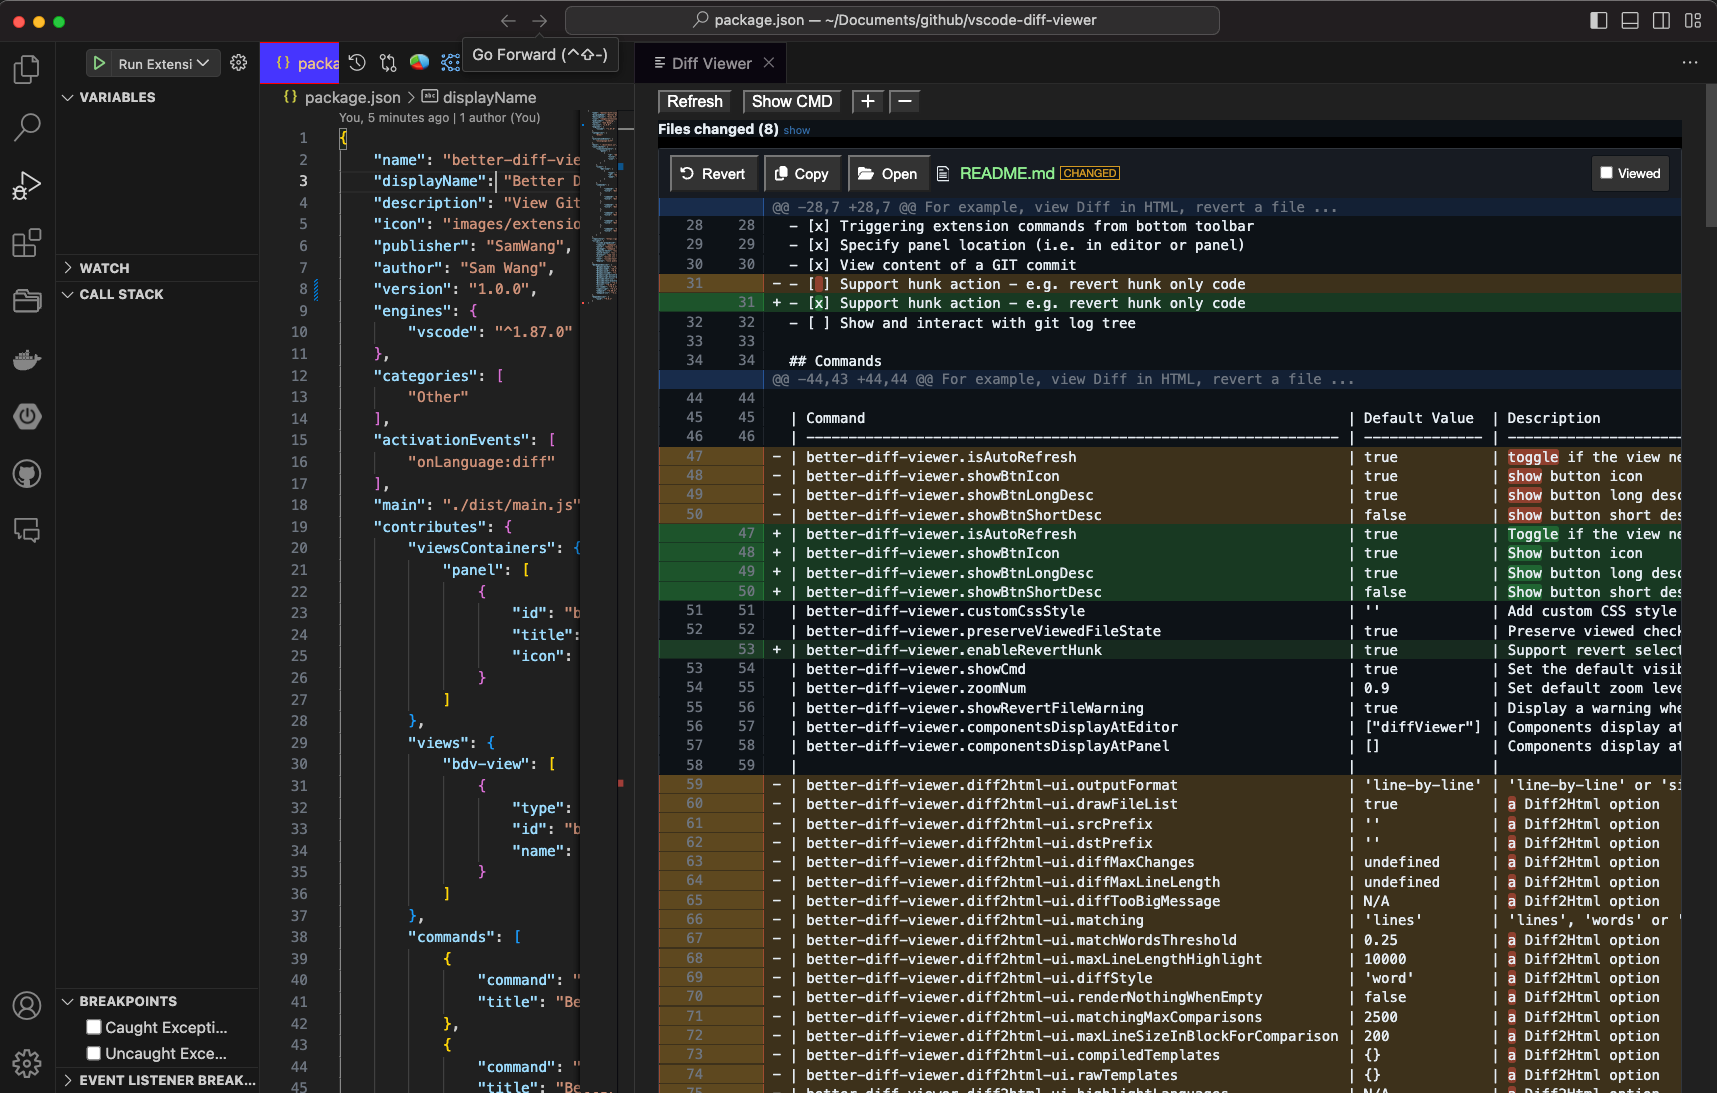 package.json — ~/Documents/github/vscode-diff-viewer
Go Forward (^⇧-)
Run Extensi
VARIABLES
WATCH
CALL STACK
BREAKPOINTS
Caught Excepti...
Uncaught Exce...
EVENT LISTENER BREAK...
{} packa
{} package.json > displayName
You, 5 minutes ago | 1 author (You)
1 {
2 "name": "better-diff-vie
3 "displayName": "Better D
4 "description": "View Git
5 "icon": "images/extensio
6 "publisher": "SamWang",
7 "author": "Sam Wang",
8 "version": "1.0.0",
9 "engines": {
10 "vscode": "^1.87.0"
11 },
12 "categories": [
13 "Other"
14 ],
15 "activationEvents": [
16 "onLanguage:diff"
17 ],
18 "main": "./dist/main.js"
19 "contributes": {
20 "viewsContainers": {
21 "panel": [
22 {
23 "id": "b
24 "title":
25 "icon":
26 }
27 ]
28 },
29 "views": {
30 "bdv-view": [
31 {
32 "type":
33 "id": "b
34 "name":
35 }
36 ]
37 },
38 "commands": [
39 {
40 "command": "
41 "title": "Be
42 },
43 {
44 "command": "
45 "title": "Be
Diff Viewer
Refresh Show CMD + −
Files changed (8) show
Revert Copy Open README.md CHANGED Viewed
@@ -28,7 +28,7 @@ For example, view Diff in HTML, revert a file ...
28 28 - [x] Triggering extension commands from bottom toolbar
29 29 - [x] Specify panel location (i.e. in editor or panel)
30 30 - [x] View content of a GIT commit
31 - - [ ] Support hunk action - e.g. revert hunk only code
31 + - [x] Support hunk action - e.g. revert hunk only code
32 32 - [ ] Show and interact with git log tree
33 33
34 34 ## Commands
@@ -44,43 +44,44 @@ For example, view Diff in HTML, revert a file ...
44 44
45 45 | Command | Default Value | Description
46 46 | --------------------------------------------------------------- | -------------- | ---------------------
47 - | better-diff-viewer.isAutoRefresh | true | toggle if the view ne
48 - | better-diff-viewer.showBtnIcon | true | show button icon
49 - | better-diff-viewer.showBtnLongDesc | true | show button long desc
50 - | better-diff-viewer.showBtnShortDesc | false | show button short des
47 + | better-diff-viewer.isAutoRefresh | true | Toggle if the view ne
48 + | better-diff-viewer.showBtnIcon | true | Show button icon
49 + | better-diff-viewer.showBtnLongDesc | true | Show button long desc
50 + | better-diff-viewer.showBtnShortDesc | false | Show button short des
51 51 | better-diff-viewer.customCssStyle | '' | Add custom CSS style
52 52 | better-diff-viewer.preserveViewedFileState | true | Preserve viewed check
53 + | better-diff-viewer.enableRevertHunk | true | Support revert select
53 54 | better-diff-viewer.showCmd | true | Set the default visib
54 55 | better-diff-viewer.zoomNum | 0.9 | Set default zoom leve
55 56 | better-diff-viewer.showRevertFileWarning | true | Display a warning whe
56 57 | better-diff-viewer.componentsDisplayAtEditor | ["diffViewer"] | Components display at
57 58 | better-diff-viewer.componentsDisplayAtPanel | [] | Components display at
58 59 | | |
59 - | better-diff-viewer.diff2html-ui.outputFormat | 'line-by-line' | 'line-by-line' or 'si
60 - | better-diff-viewer.diff2html-ui.drawFileList | true | a Diff2Html option
61 - | better-diff-viewer.diff2html-ui.srcPrefix | '' | a Diff2Html option
62 - | better-diff-viewer.diff2html-ui.dstPrefix | '' | a Diff2Html option
63 - | better-diff-viewer.diff2html-ui.diffMaxChanges | undefined | a Diff2Html option
64 - | better-diff-viewer.diff2html-ui.diffMaxLineLength | undefined | a Diff2Html option
65 - | better-diff-viewer.diff2html-ui.diffTooBigMessage | N/A | a Diff2Html option
66 - | better-diff-viewer.diff2html-ui.matching | 'lines' | 'lines', 'words' or '
67 - | better-diff-viewer.diff2html-ui.matchWordsThreshold | 0.25 | a Diff2Html option
68 - | better-diff-viewer.diff2html-ui.maxLineLengthHighlight | 10000 | a Diff2Html option
69 - | better-diff-viewer.diff2html-ui.diffStyle | 'word' | a Diff2Html option
70 - | better-diff-viewer.diff2html-ui.renderNothingWhenEmpty | false | a Diff2Html option
71 - | better-diff-viewer.diff2html-ui.matchingMaxComparisons | 2500 | a Diff2Html option
72 - | better-diff-viewer.diff2html-ui.maxLineSizeInBlockForComparison | 200 | a Diff2Html option
73 - | better-diff-viewer.diff2html-ui.compiledTemplates | {} | a Diff2Html option
74 - | better-diff-viewer.diff2html-ui.rawTemplates | {} | a Diff2Html option